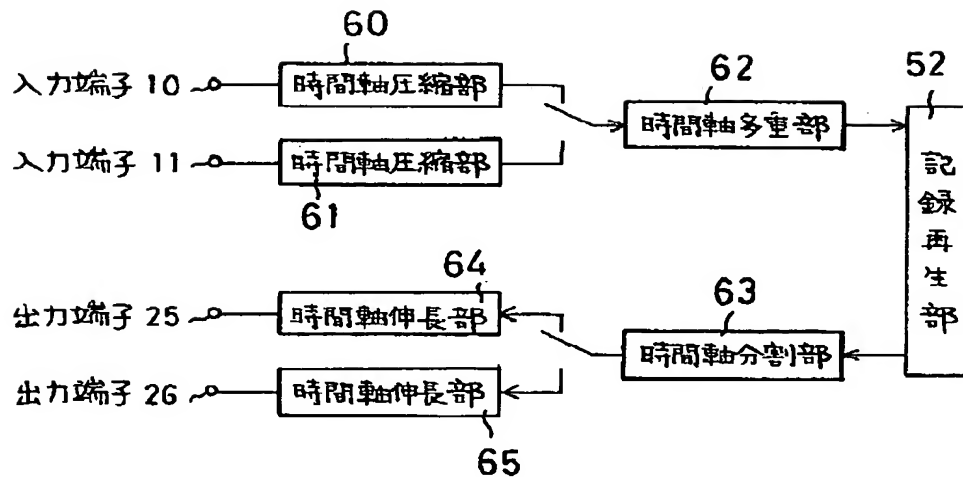 60
入力端子 10
時間軸圧縮部
62
52
時間軸多重部
入力端子 11
時間軸圧縮部
61
記録再生部
64
出力端子 25
時間軸伸長部
63
時間軸分割部
出力端子 26
時間軸伸長部
65